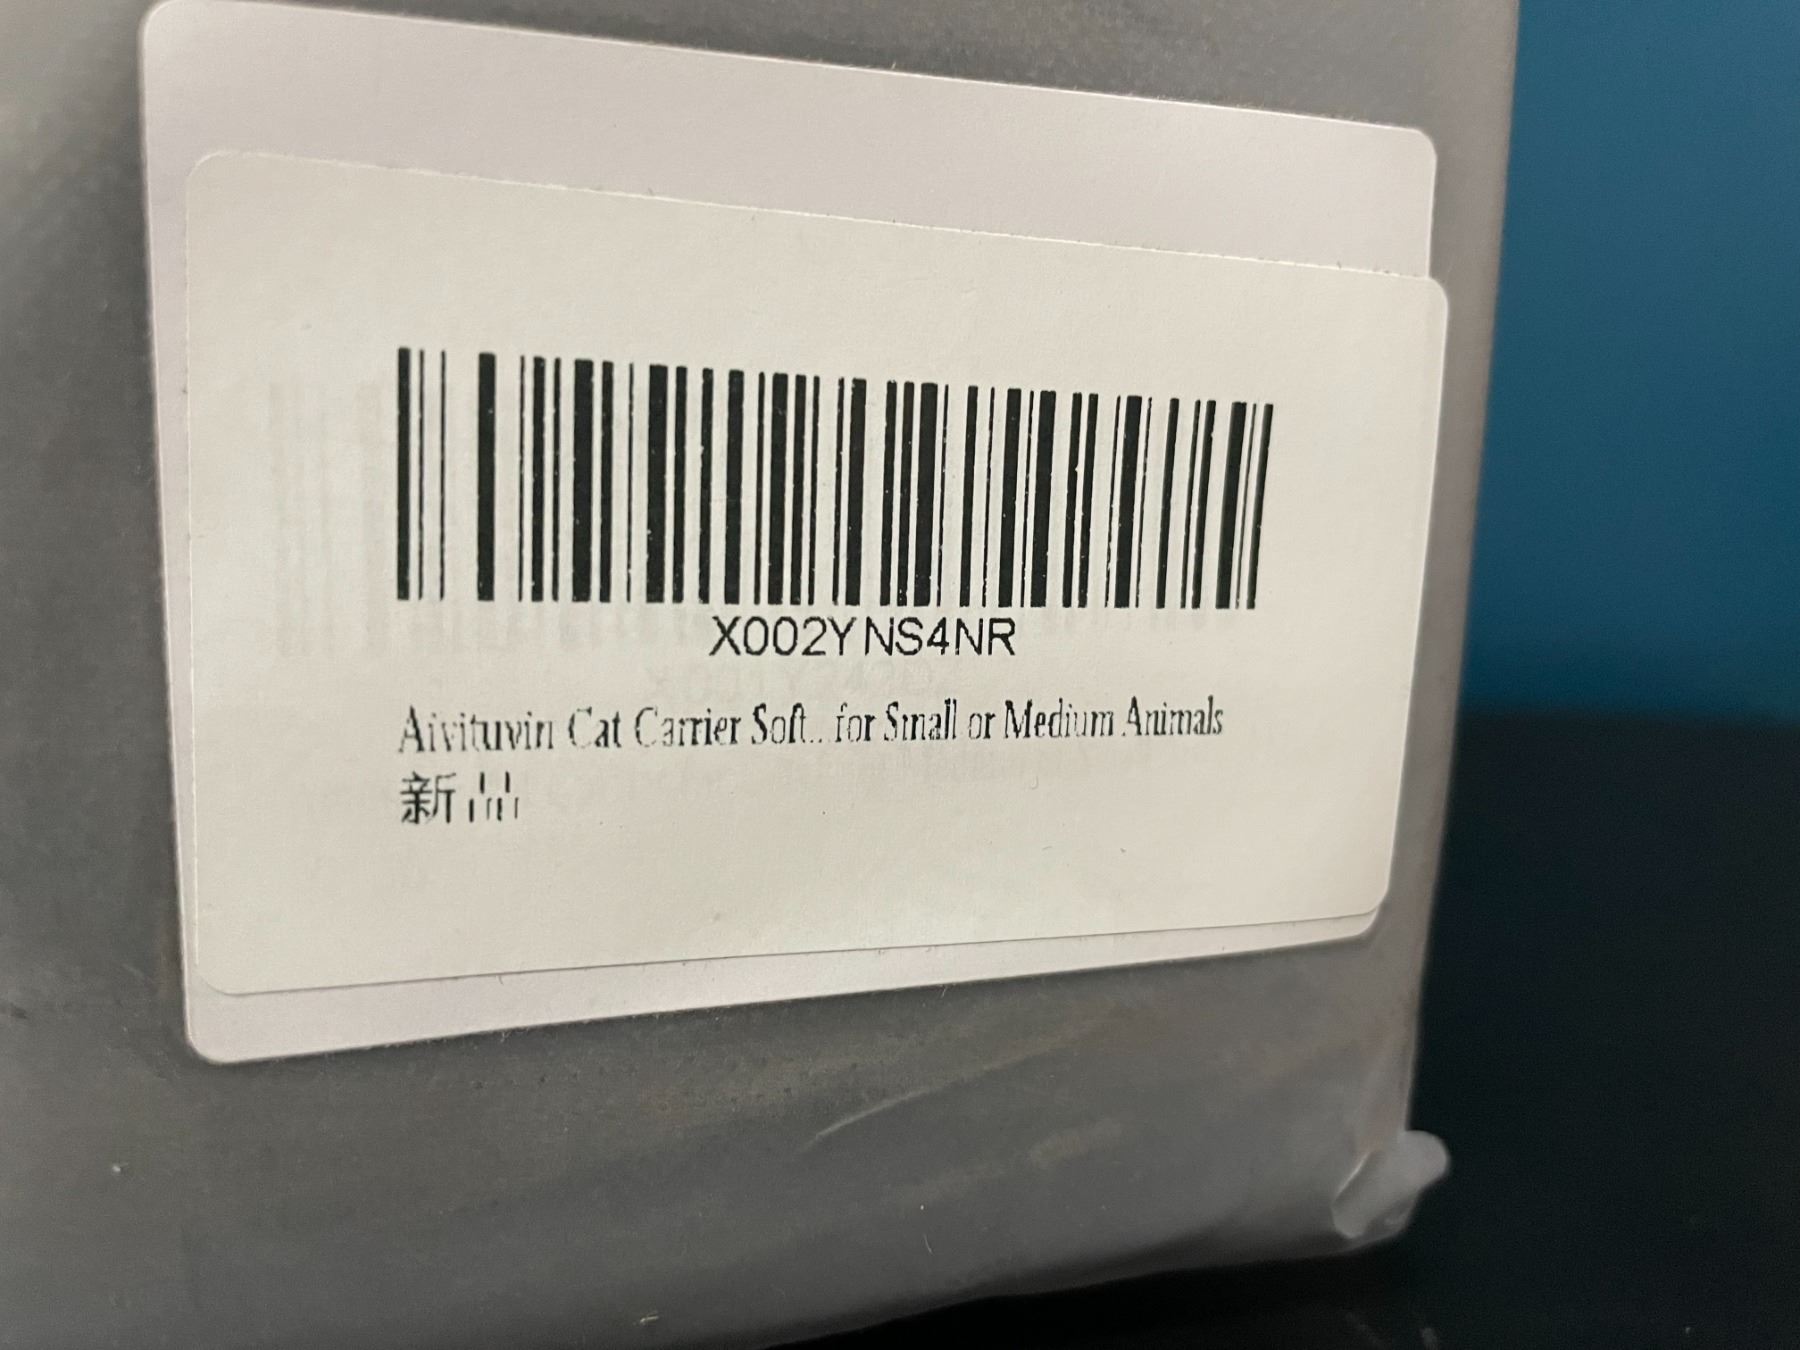 X002YNS4NR
Aivituvin Cat Carrier Soft...for Small or Medium Animals
新品